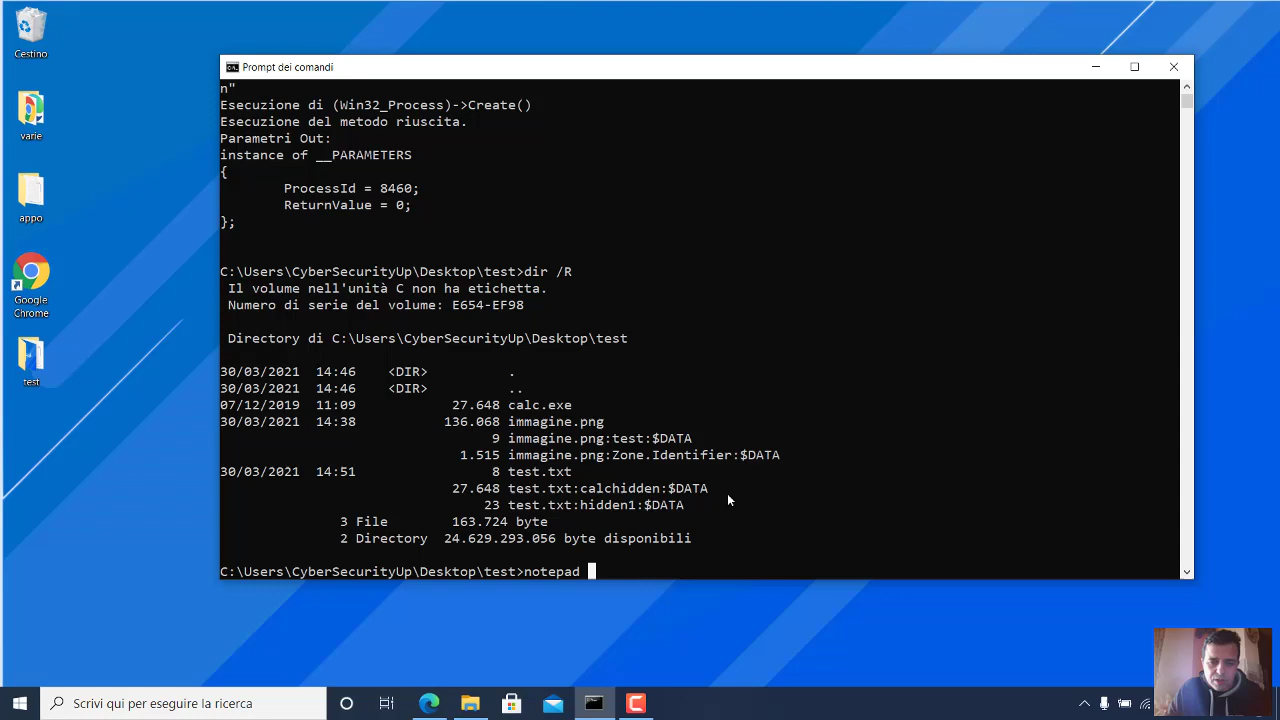 Cestino
varie
appo
Google
Chrome
test
Prompt dei comandi
n"
Esecuzione di (Win32_Process)->Create()
Esecuzione del metodo riuscita.
Parametri Out:
instance of __PARAMETERS
{
ProcessId = 8460;
ReturnValue = 0;
};
C:\Users\CyberSecurityUp\Desktop\test>dir /R
Il volume nell'unità C non ha etichetta.
Numero di serie del volume: E654-EF98
Directory di C:\Users\CyberSecurityUp\Desktop\test
30/03/2021 14:46 <DIR> .
30/03/2021 14:46 <DIR> ..
07/12/2019 11:09 27.648 calc.exe
30/03/2021 14:38 136.068 immagine.png
9 immagine.png:test:$DATA
1.515 immagine.png:Zone.Identifier:$DATA
30/03/2021 14:51 8 test.txt
27.648 test.txt:calchidden:$DATA
23 test.txt:hidden1:$DATA
3 File 163.724 byte
2 Directory 24.629.293.056 byte disponibili
C:\Users\CyberSecurityUp\Desktop\test>notepad
Scrivi qui per eseguire la ricerca